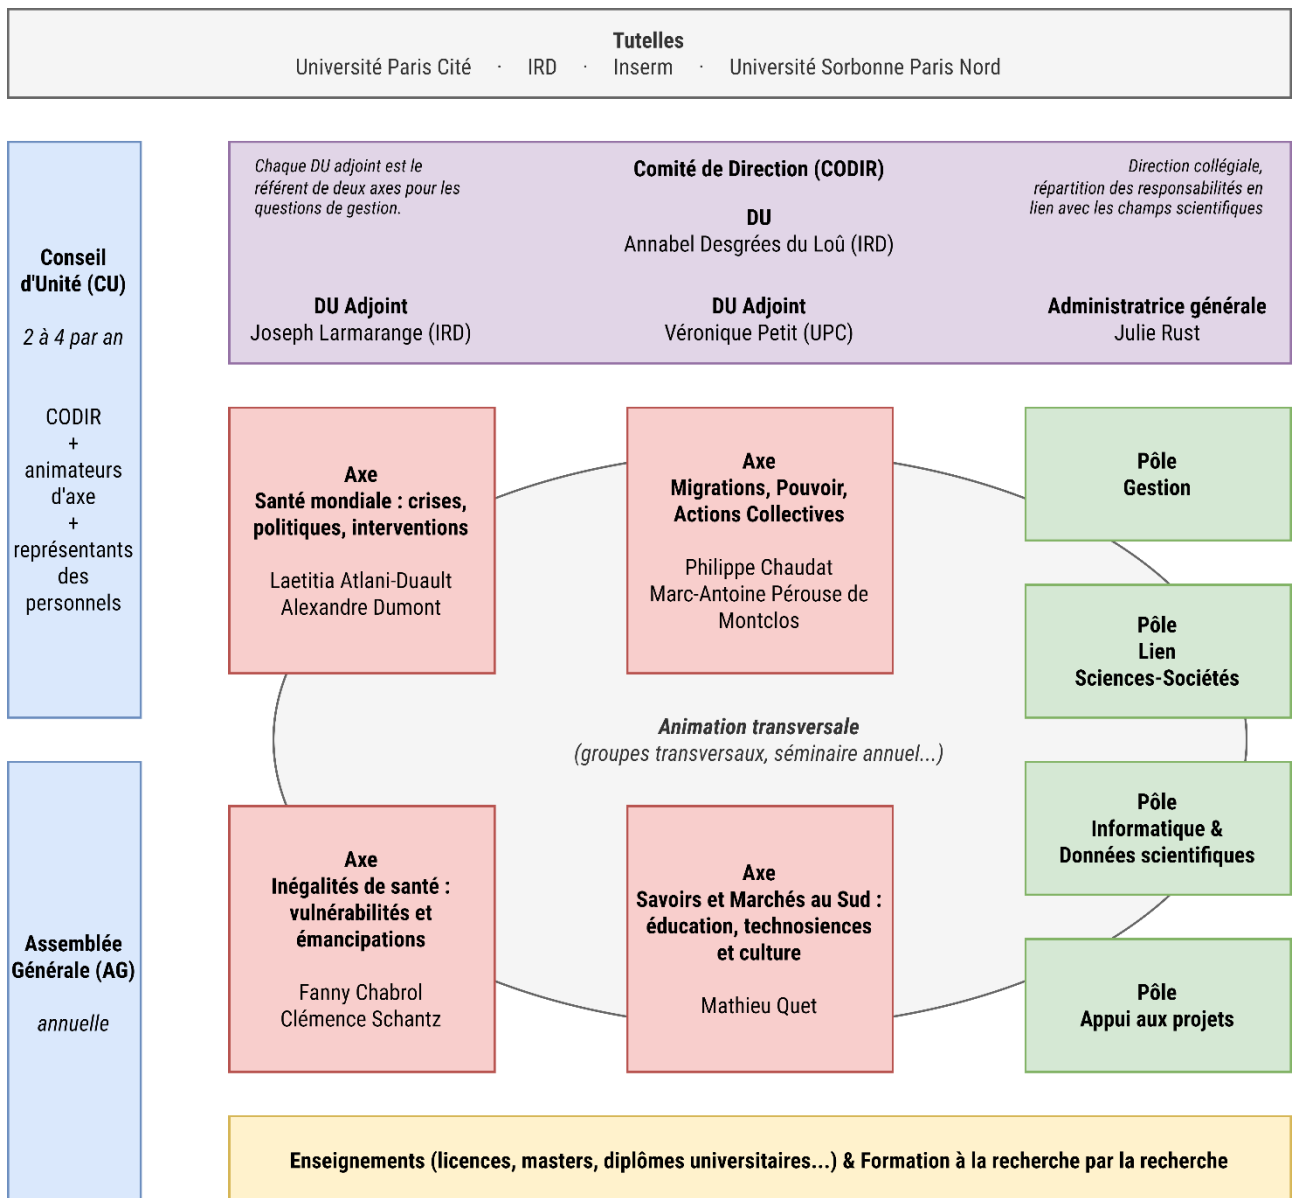 Tutelles
Université Paris Cité · IRD · Inserm · Université Sorbonne Paris Nord
Conseil
d'Unité (CU)
2 à 4 par an
CODIR
+
animateurs
d'axe
+
représentants
des
personnels
Assemblée
Générale (AG)
annuelle
Chaque DU adjoint est le
référent de deux axes pour les
questions de gestion.
Comité de Direction (CODIR)
DU
Annabel Desgrées du Loû (IRD)
Direction collégiale,
répartition des responsabilités en
lien avec les champs scientifiques
DU Adjoint
Joseph Larmarange (IRD)
DU Adjoint
Véronique Petit (UPC)
Administratrice générale
Julie Rust
Axe
Santé mondiale : crises,
politiques, interventions
Laetitia Atlani-Duault
Alexandre Dumont
Axe
Migrations, Pouvoir,
Actions Collectives
Philippe Chaudat
Marc-Antoine Pérouse de
Montclos
Pôle
Gestion
Pôle
Lien
Sciences-Sociétés
Animation transversale
(groupes transversaux, séminaire annuel...)
Pôle
Informatique &
Données scientifiques
Axe
Inégalités de santé :
vulnérabilités et
émancipations
Fanny Chabrol
Clémence Schantz
Axe
Savoirs et Marchés au Sud :
éducation, technosiences
et culture
Mathieu Quet
Pôle
Appui aux projets
Enseignements (licences, masters, diplômes universitaires...) & Formation à la recherche par la recherche